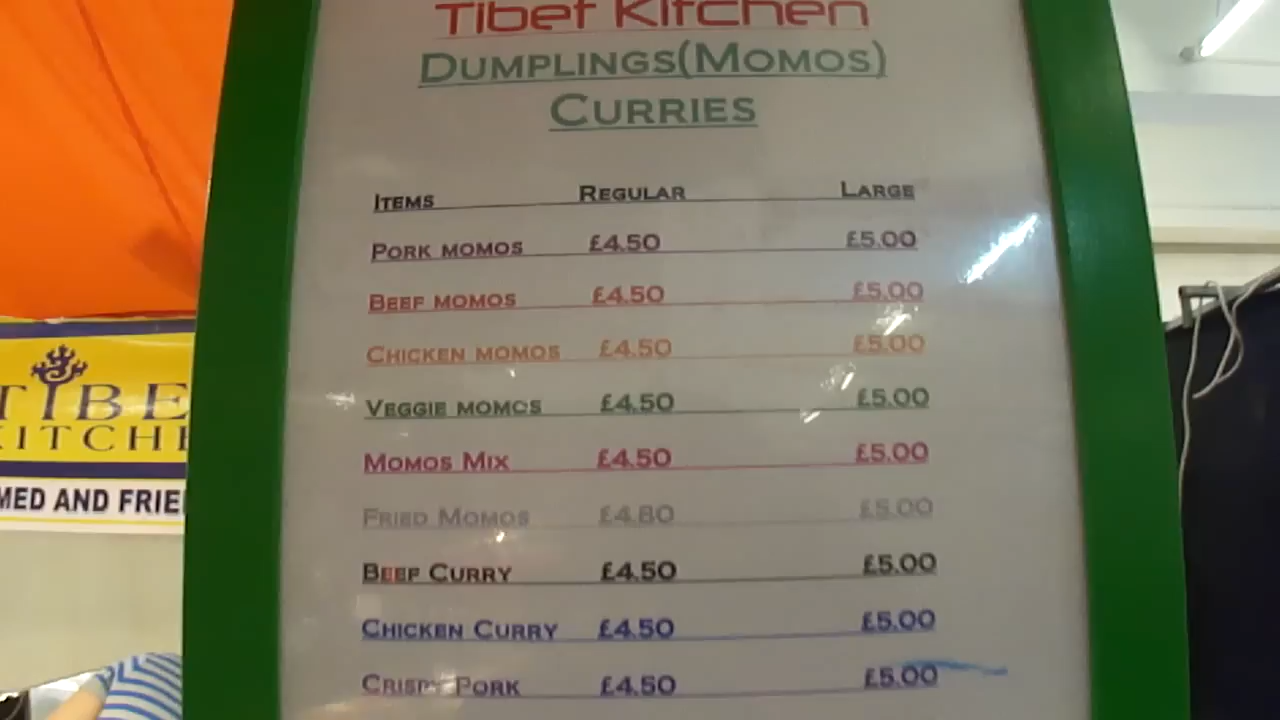 Tibet Kitchen
DUMPLINGS(MOMOS)
CURRIES
ITEMS REGULAR LARGE
PORK MOMOS £4.50 £5.00
BEEF MOMOS £4.50 £5.00
CHICKEN MOMOS £4.50 £5.00
VEGGIE MOMOS £4.50 £5.00
MOMOS MIX £4.50 £5.00
FRIED MOMOS £4.80 £5.00
BEEF CURRY £4.50 £5.00
CHICKEN CURRY £4.50 £5.00
CRISPY PORK £4.50 £5.00
TIBE
KITCHE
MED AND FRIE